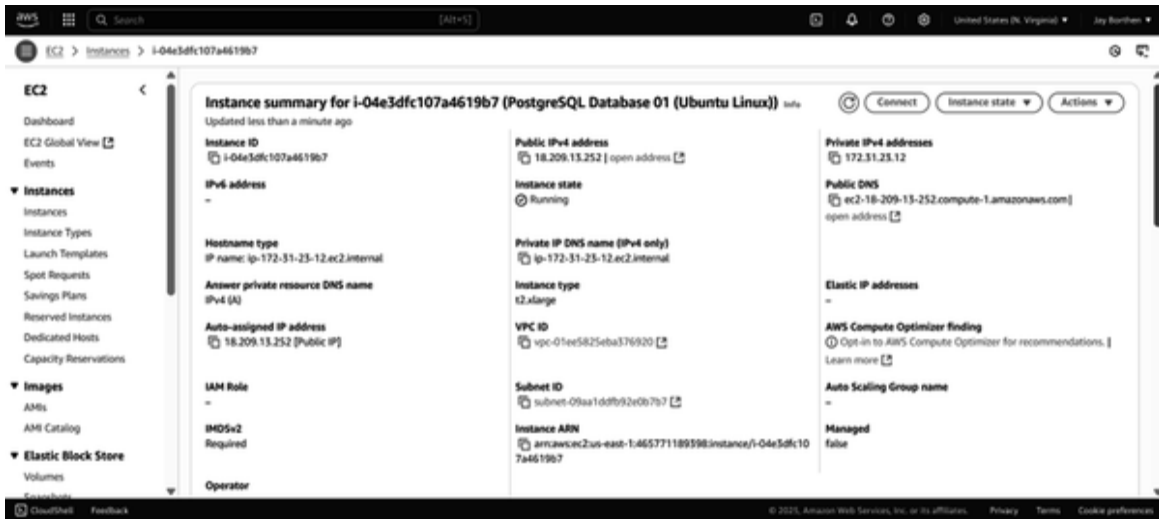 aws
Search [Alt+S] United States (N. Virginia) Jay Borthen
EC2 > Instances > i-04e3dfc107a4619b7
EC2
Dashboard
EC2 Global View
Events
Instances
Instances
Instance Types
Launch Templates
Spot Requests
Savings Plans
Reserved Instances
Dedicated Hosts
Capacity Reservations
Images
AMIs
AMI Catalog
Elastic Block Store
Volumes
Snapshots
Instance summary for i-04e3dfc107a4619b7 (PostgreSQL Database 01 (Ubuntu Linux)) Info
Connect Instance state Actions
Updated less than a minute ago
Instance ID
i-04e3dfc107a4619b7
Public IPv4 address
18.209.13.252 | open address
Private IPv4 addresses
172.31.23.12
IPv6 address
–
Instance state
Running
Public DNS
ec2-18-209-13-252.compute-1.amazonaws.com |
open address
Hostname type
IP name: ip-172-31-23-12.ec2.internal
Private IP DNS name (IPv4 only)
ip-172-31-23-12.ec2.internal
Answer private resource DNS name
IPv4 (A)
Instance type
t2.xlarge
Elastic IP addresses
–
Auto-assigned IP address
18.209.13.252 [Public IP]
VPC ID
vpc-01ee5825eba376920
AWS Compute Optimizer finding
Opt-in to AWS Compute Optimizer for recommendations. |
Learn more
IAM Role
–
Subnet ID
subnet-09aa1ddfb92e0b7b7
Auto Scaling Group name
–
IMDSv2
Required
Instance ARN
arn:aws:ec2:us-east-1:465771189398:instance/i-04e3dfc10
7a4619b7
Managed
false
Operator
CloudShell Feedback © 2025, Amazon Web Services, Inc. or its affiliates. Privacy Terms Cookie preferences